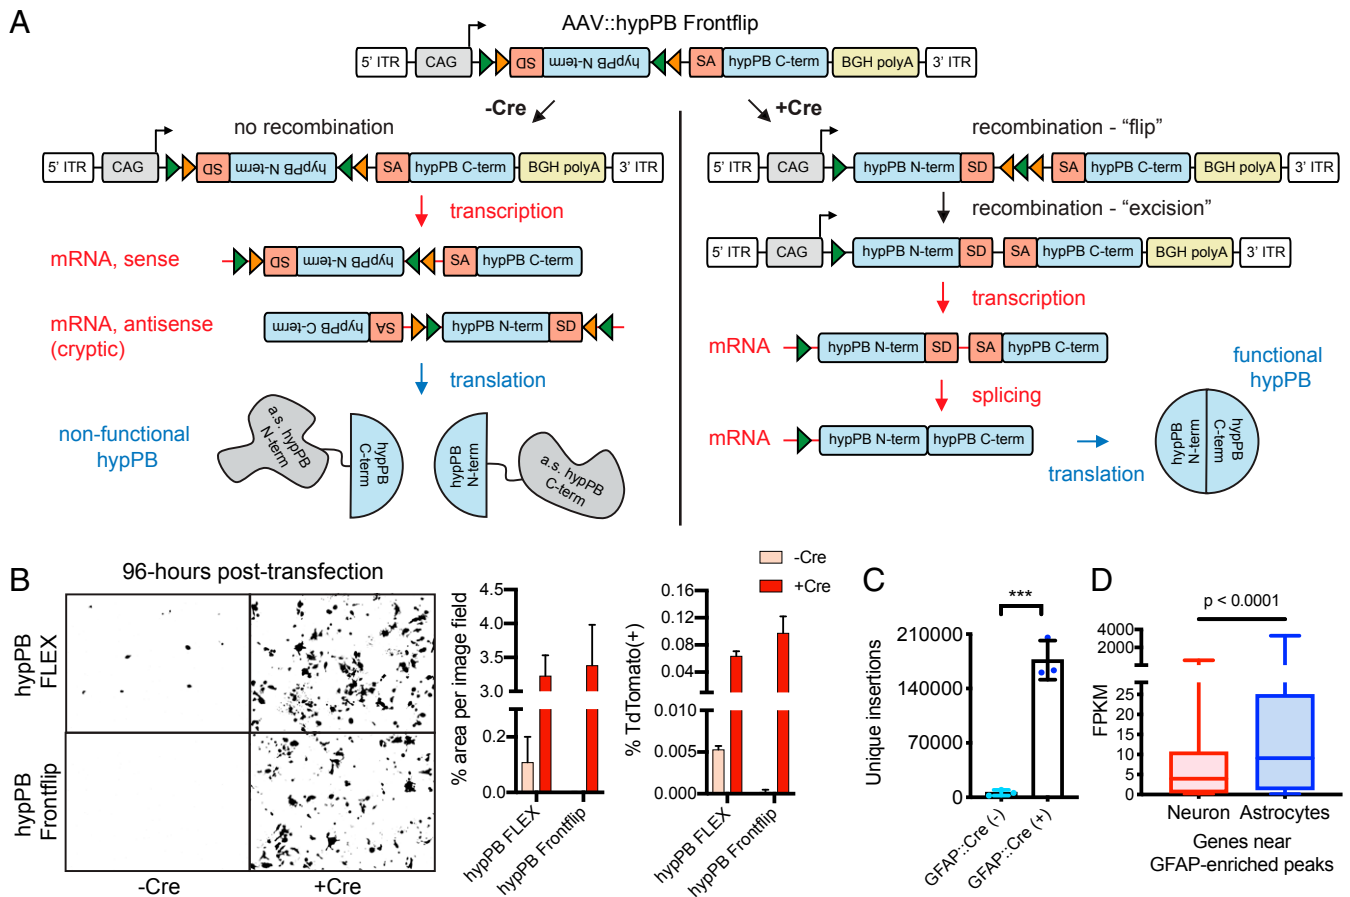 A
AAV::hypPB Frontflip
5' ITR CAG SD hypPB N-term SA hypPB C-term BGH polyA 3' ITR
-Cre
+Cre
no recombination
5' ITR CAG SD hypPB N-term SA hypPB C-term BGH polyA 3' ITR
transcription
mRNA, sense
SD hypPB N-term SA hypPB C-term
mRNA, antisense
(cryptic)
hypPB C-term SA hypPB N-term SD
translation
non-functional
hypPB
a.s. hypPB
N-term
hypPB
C-term
hypPB
N-term
a.s. hypPB
C-term
recombination - “flip”
5' ITR CAG hypPB N-term SD SA hypPB C-term BGH polyA 3' ITR
recombination - “excision”
5' ITR CAG hypPB N-term SD SA hypPB C-term BGH polyA 3' ITR
transcription
mRNA
hypPB N-term SD SA hypPB C-term
splicing
mRNA
hypPB N-term hypPB C-term
translation
functional
hypPB
hypPB
N-term
hypPB
C-term
B
96-hours post-transfection
hypPB
FLEX
hypPB
Frontflip
-Cre
+Cre
-Cre
+Cre
% area per image field
4.5
3.5
3.0
0.2
0.0
hypPB FLEX
hypPB Frontflip
% TdTomato(+)
0.16
0.12
0.08
0.04
0.010
0.005
0.000
hypPB FLEX
hypPB Frontflip
C
***
Unique insertions
210000
140000
70000
0
GFAP::Cre (-)
GFAP::Cre (+)
D
p < 0.0001
FPKM
4000
2000
25
20
15
10
5
0
Neuron Astrocytes
Genes near
GFAP-enriched peaks